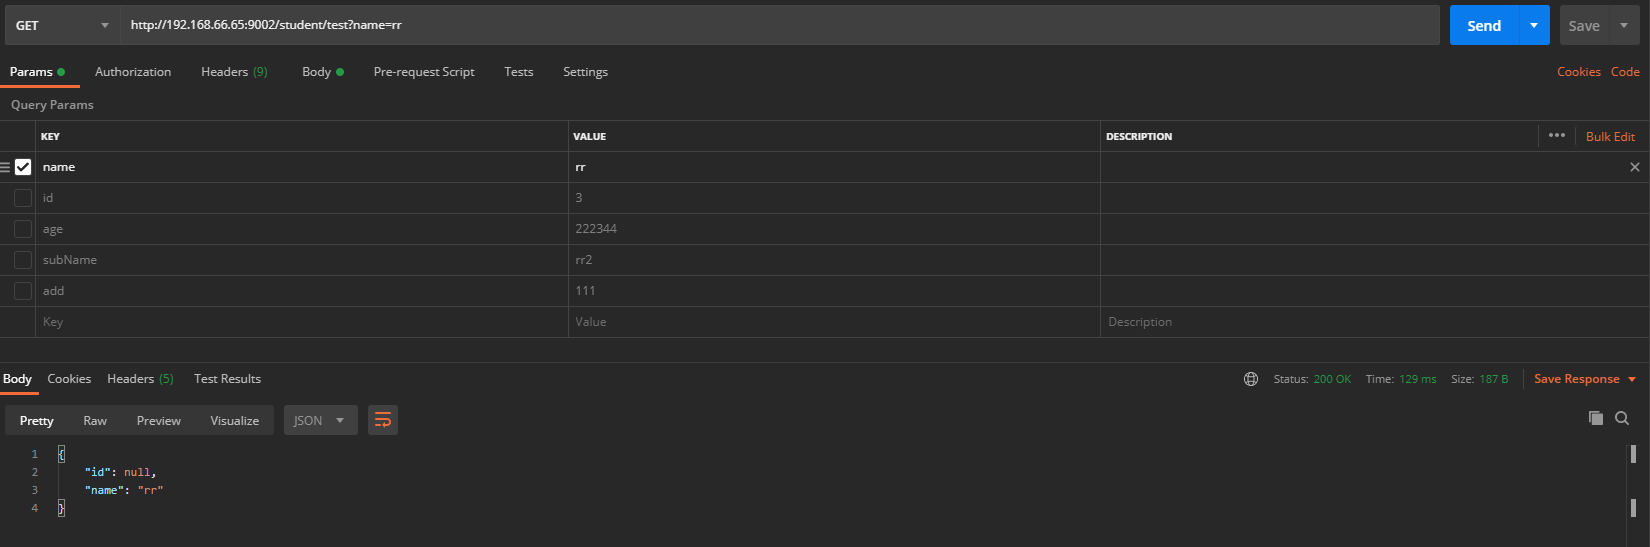 GET http://192.168.66.65:9002/student/test?name=rr Send Save
Params Authorization Headers (9) Body Pre-request Script Tests Settings Cookies Code
Query Params
KEY VALUE DESCRIPTION ••• Bulk Edit
name rr
id 3
age 222344
subName rr2
add 111
Key Value Description
Body Cookies Headers (5) Test Results Status: 200 OK Time: 129 ms Size: 187 B Save Response
Pretty Raw Preview Visualize JSON
1 {
2 "id": null,
3 "name": "rr"
4 }